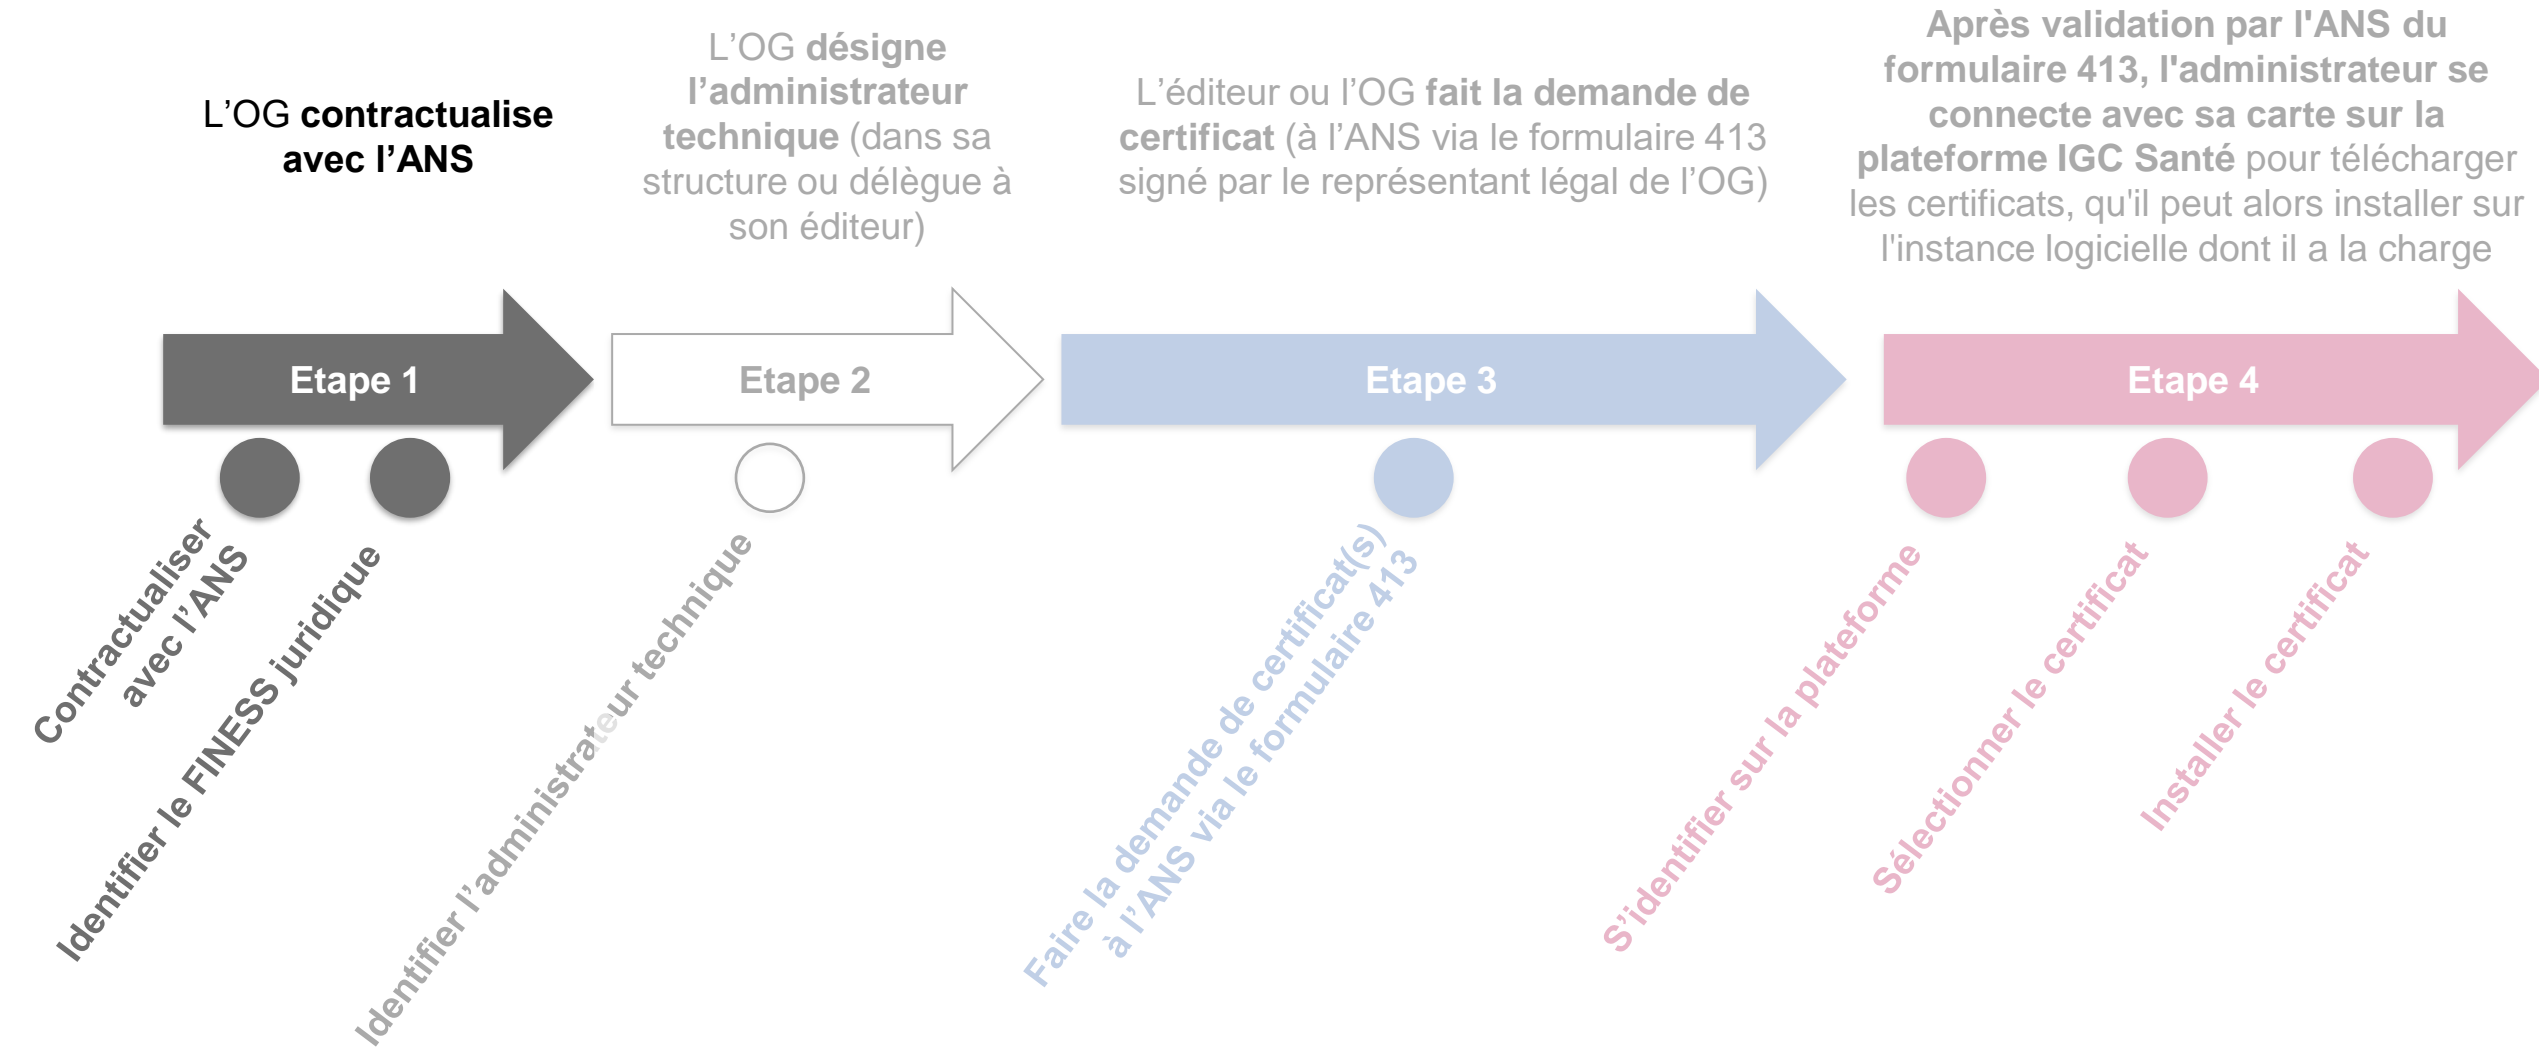 L’OG contractualise
avec l’ANS
L’OG désigne
l’administrateur
technique (dans sa
structure ou délègue à
son éditeur)
L’éditeur ou l’OG fait la demande de
certificat (à l’ANS via le formulaire 413
signé par le représentant légal de l’OG)
Après validation par l'ANS du
formulaire 413, l'administrateur se
connecte avec sa carte sur la
plateforme IGC Santé pour télécharger
les certificats, qu'il peut alors installer sur
l'instance logicielle dont il a la charge
Etape 1
Etape 2
Etape 3
Etape 4
Contractualiser
avec l’ANS
Identifier le FINESS juridique
Identifier l’administrateur technique
Faire la demande de certificat(s)
à l’ANS via le formulaire 413
S’identifier sur la plateforme
Sélectionner le certificat
Installer le certificat